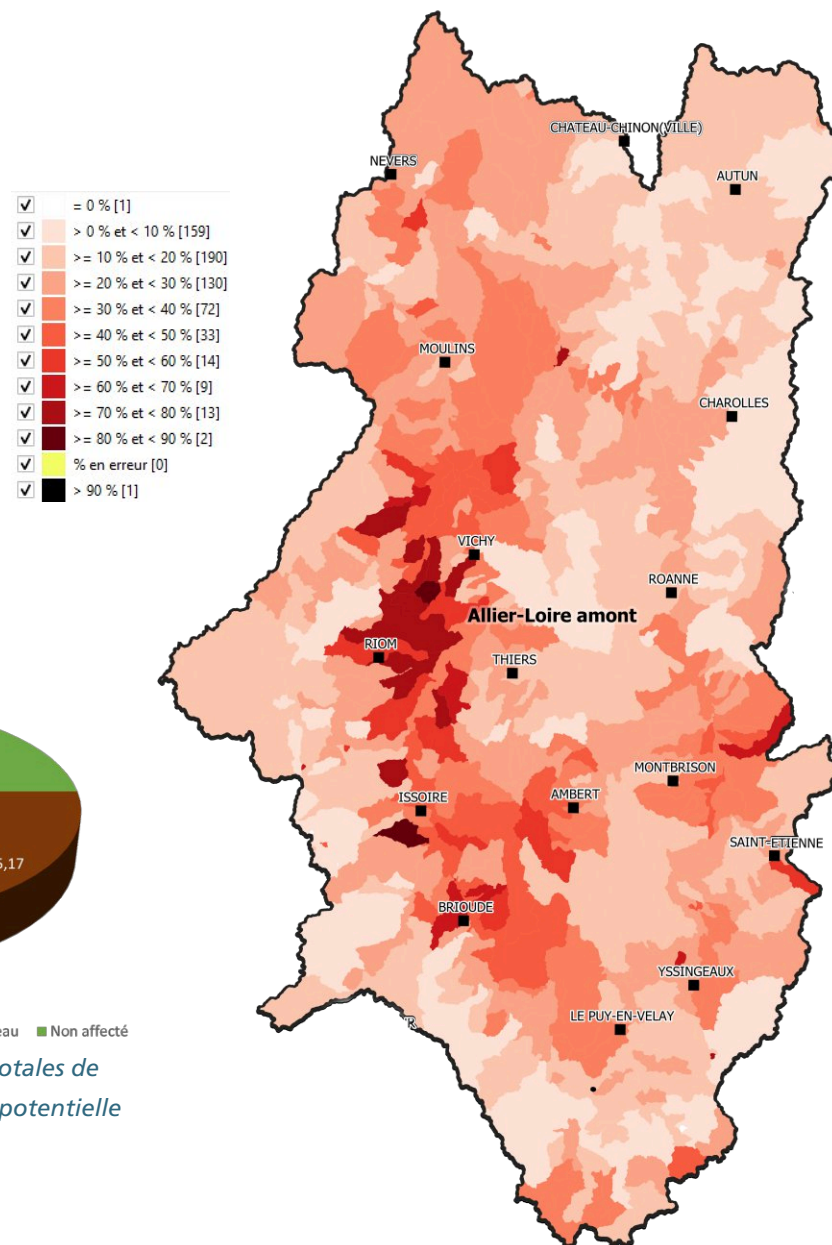 CHATEAU-CHINON(VILLE)
NEVERS
AUTUN
= 0 % [1]
> 0 % et < 10 % [159]
>= 10 % et < 20 % [190]
>= 20 % et < 30 % [130]
>= 30 % et < 40 % [72]
>= 40 % et < 50 % [33]
>= 50 % et < 60 % [14]
>= 60 % et < 70 % [9]
>= 70 % et < 80 % [13]
>= 80 % et < 90 % [2]
% en erreur [0]
> 90 % [1]
MOULINS
CHAROLLES
VICHY
ROANNE
Allier-Loire amont
RIOM
THIERS
MONTBRISON
ISSOIRE
AMBERT
SAINT-ETIENNE
,17
BRIOUDE
YSSINGEAUX
LE PUY-EN-VELAY
eau Non affecté
otales de
potentielle